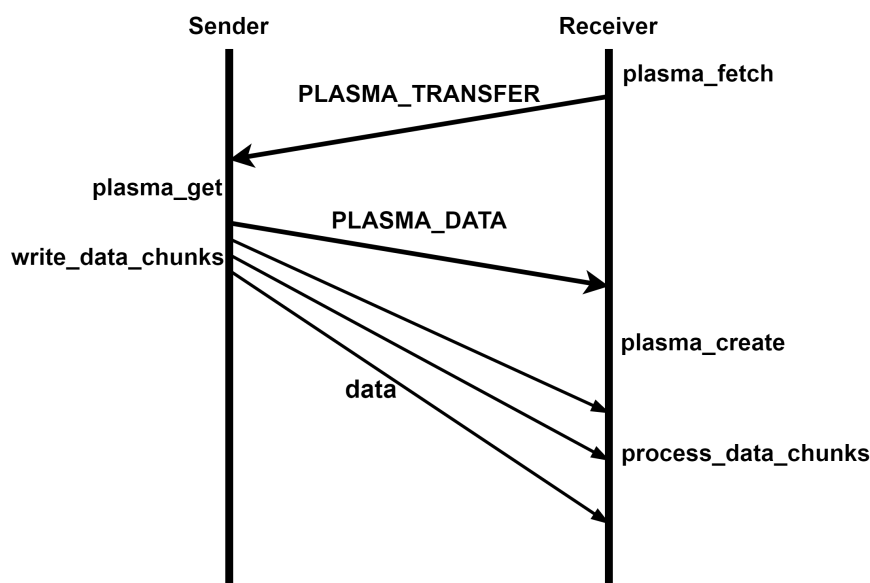 Sender
Receiver
plasma_fetch
PLASMA_TRANSFER
plasma_get
PLASMA_DATA
write_data_chunks
plasma_create
data
process_data_chunks